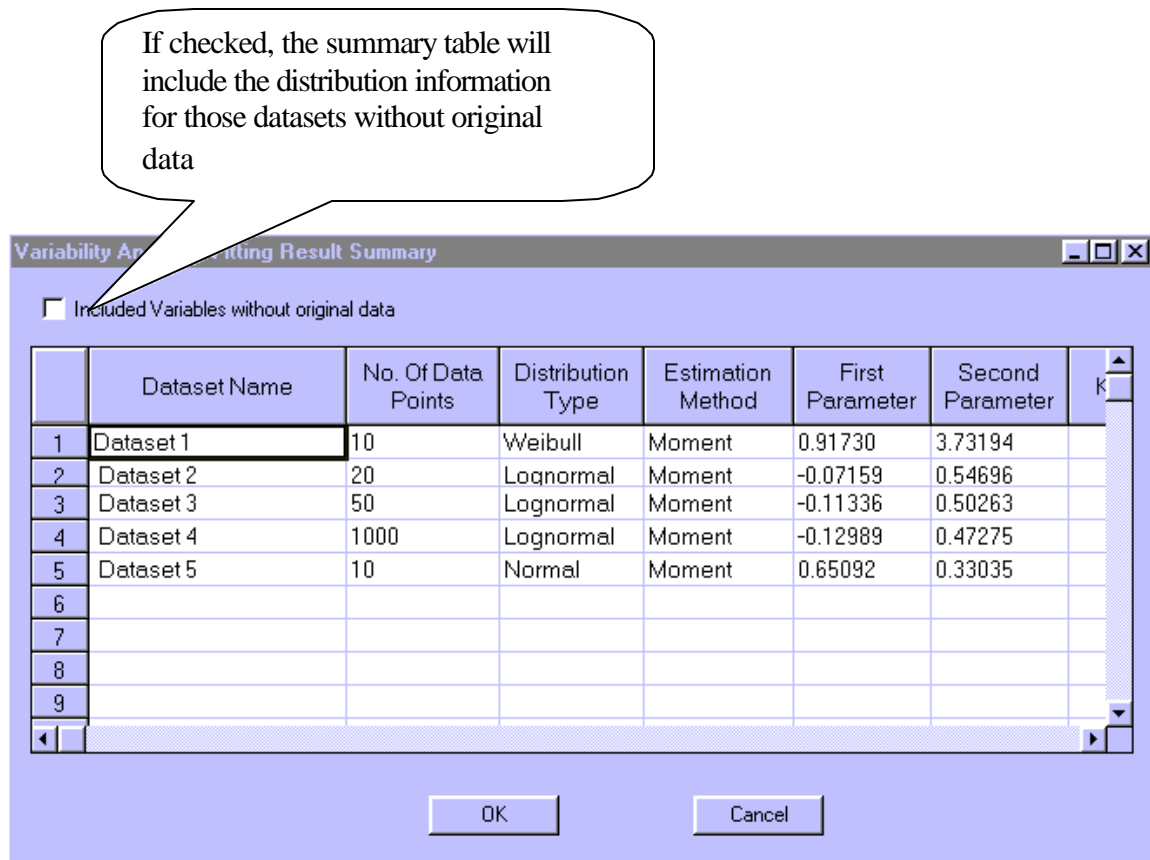 If checked, the summary table will
include the distribution information
for those datasets without original
data
Variability An itting Result Summary
Included Variables without original data
Dataset Name No. Of Data Points Distribution Type Estimation Method First Parameter Second Parameter K
1 Dataset 1 10 Weibull Moment 0.91730 3.73194
2 Dataset 2 20 Lognormal Moment -0.07159 0.54696
3 Dataset 3 50 Lognormal Moment -0.11336 0.50263
4 Dataset 4 1000 Lognormal Moment -0.12989 0.47275
5 Dataset 5 10 Normal Moment 0.65092 0.33035
6
7
8
9
OK Cancel